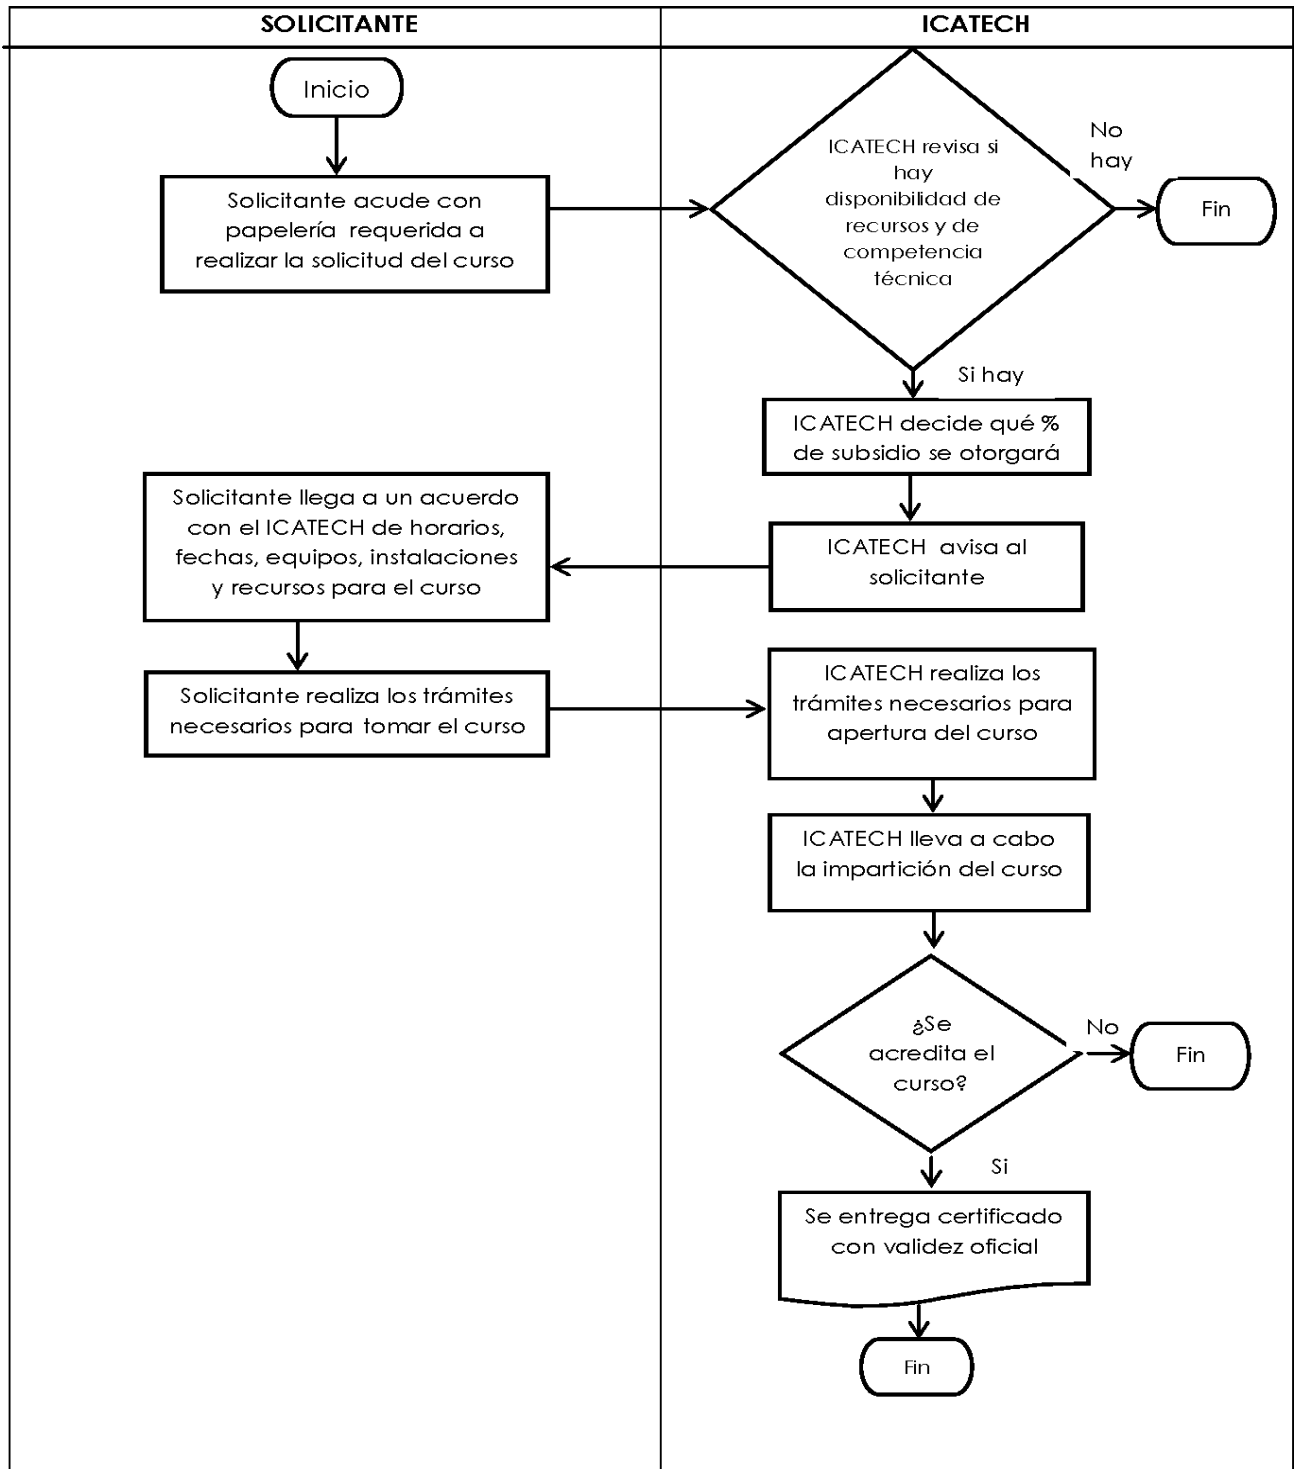 SOLICITANTE
ICATECH
Inicio
Solicitante acude con
papelería requerida a
realizar la solicitud del curso
ICATECH revisa si
hay
disponibilidad de
recursos y de
competencia
técnica
No
hay
Fin
Si hay
ICATECH decide qué %
de subsidio se otorgará
ICATECH avisa al
solicitante
Solicitante llega a un acuerdo
con el ICATECH de horarios,
fechas, equipos, instalaciones
y recursos para el curso
Solicitante realiza los trámites
necesarios para tomar el curso
ICATECH realiza los
trámites necesarios para
apertura del curso
ICATECH lleva a cabo
la impartición del curso
¿Se
acredita el
curso?
No
Fin
Si
Se entrega certificado
con validez oficial
Fin